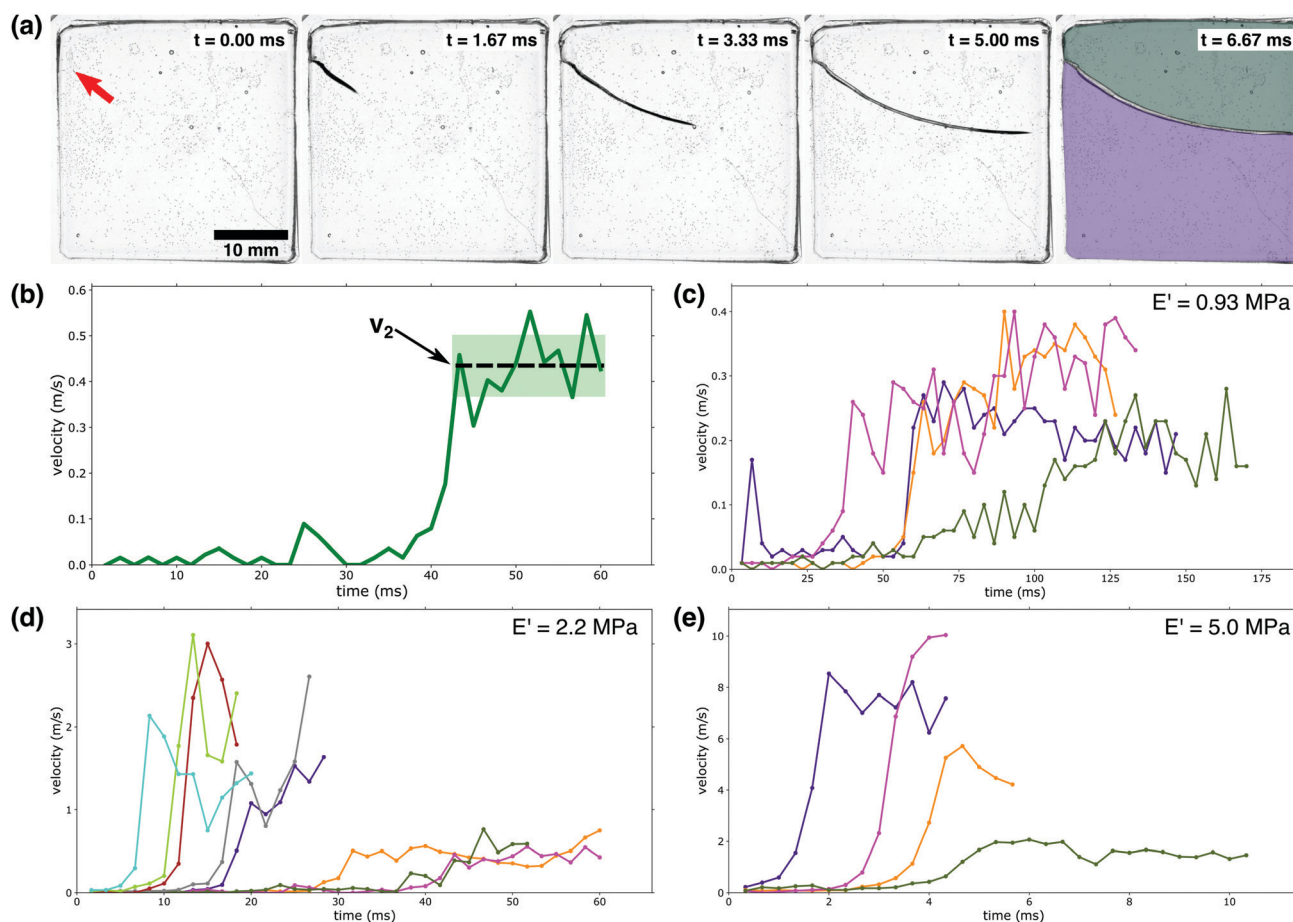 (a)
t = 0.00 ms
t = 1.67 ms
t = 3.33 ms
t = 5.00 ms
t = 6.67 ms
10 mm
(b)
0.6
0.5
0.4
0.3
0.2
0.1
0.0
velocity (m/s)
v2
0
10
20
30
40
50
60
time (ms)
(c)
E' = 0.93 MPa
0.4
0.3
0.2
0.1
0.0
velocity (m/s)
0
25
50
75
100
125
150
175
time (ms)
(d)
E' = 2.2 MPa
3
2
1
0
velocity (m/s)
0
10
20
30
40
50
60
time (ms)
(e)
E' = 5.0 MPa
10
8
6
4
2
0
velocity (m/s)
0
2
4
6
8
10
time (ms)